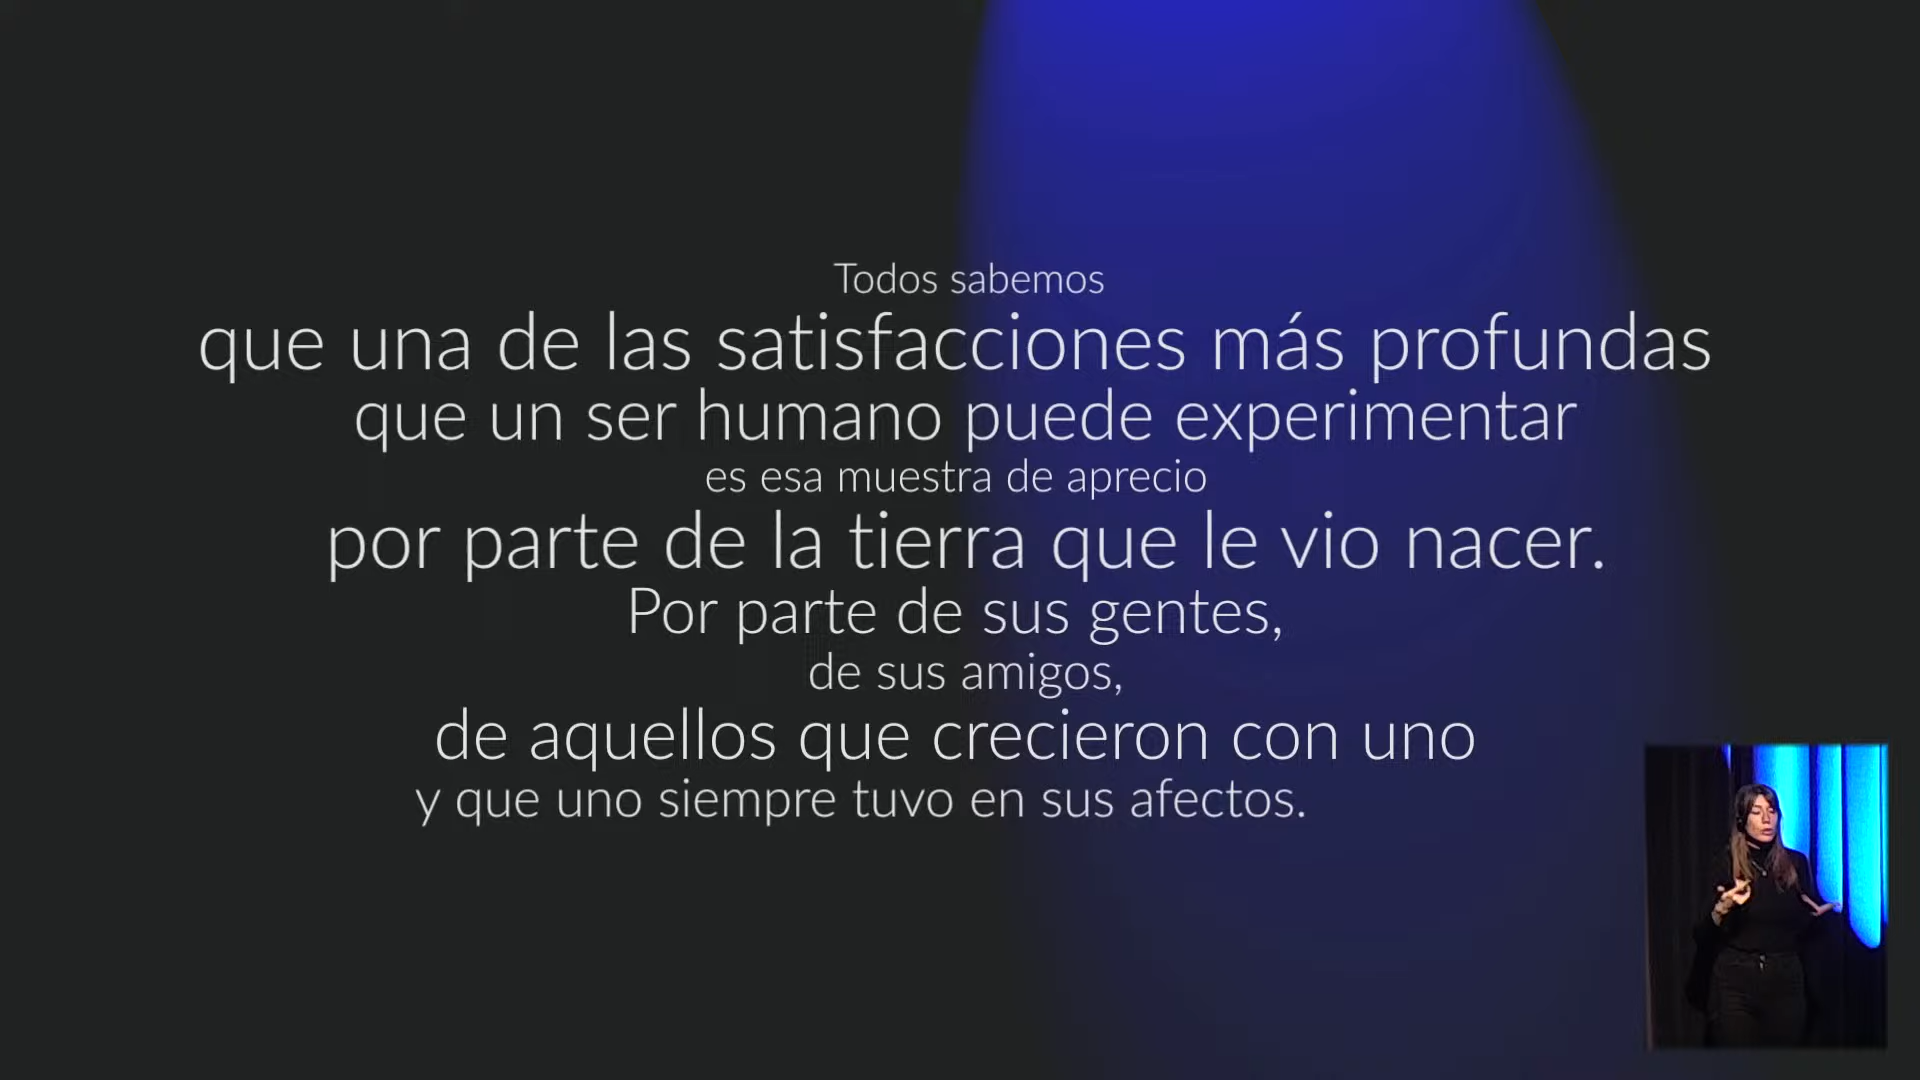 Todos sabemos
que una de las satisfacciones más profundas
que un ser humano puede experimentar
es esa muestra de aprecio
por parte de la tierra que le vio nacer.
Por parte de sus gentes,
de sus amigos,
de aquellos que crecieron con uno
y que uno siempre tuvo en sus afectos.